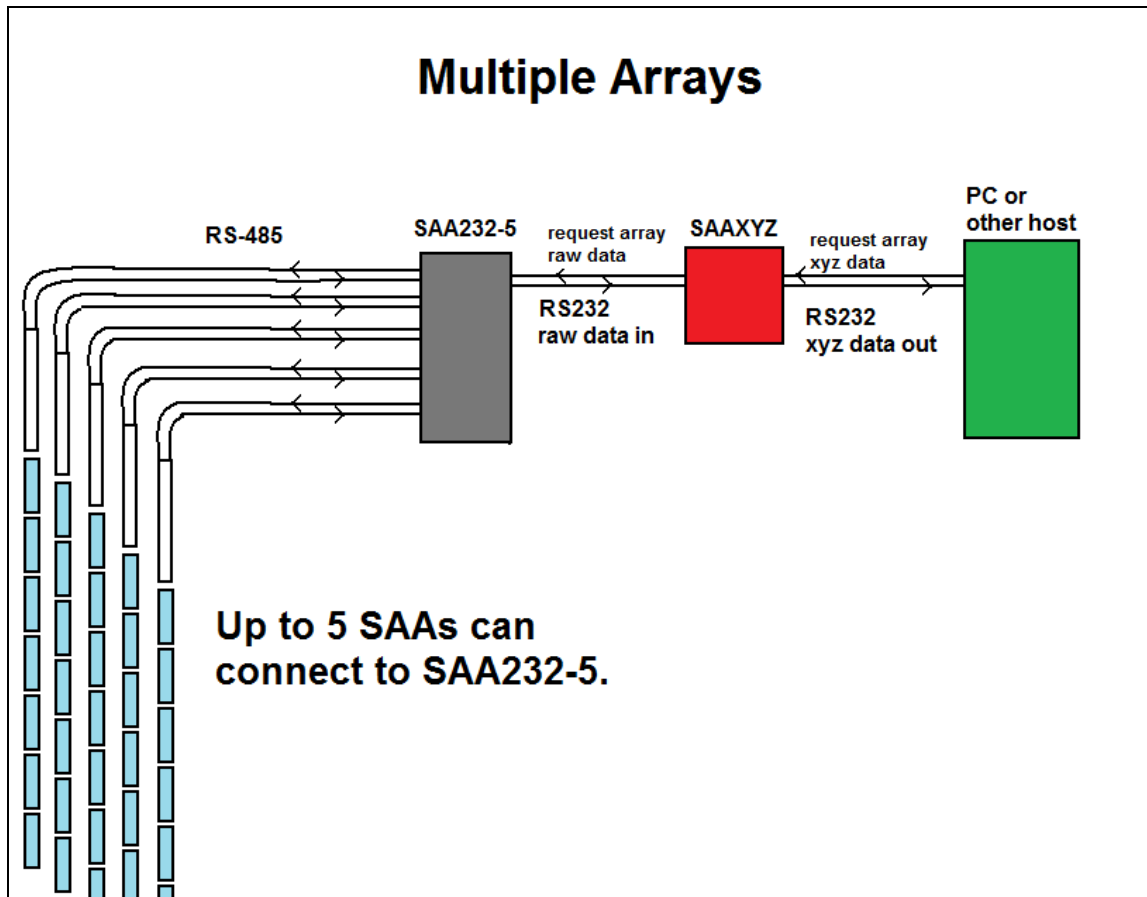 Multiple Arrays
RS-485
SAA232-5
request array
raw data
RS232
raw data in
SAAXYZ
request array
xyz data
RS232
xyz data out
PC or
other host
Up to 5 SAAs can
connect to SAA232-5.